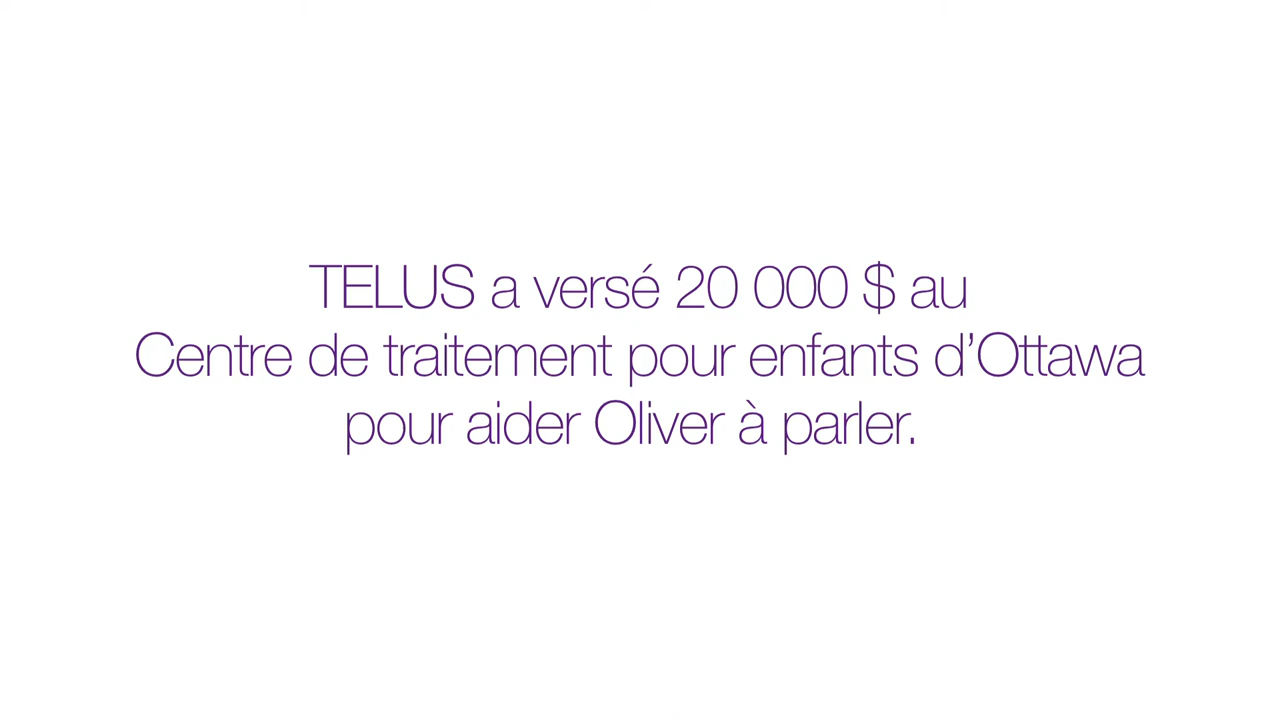 TELUS a versé 20 000 $ au
Centre de traitement pour enfants d’Ottawa
pour aider Oliver à parler.